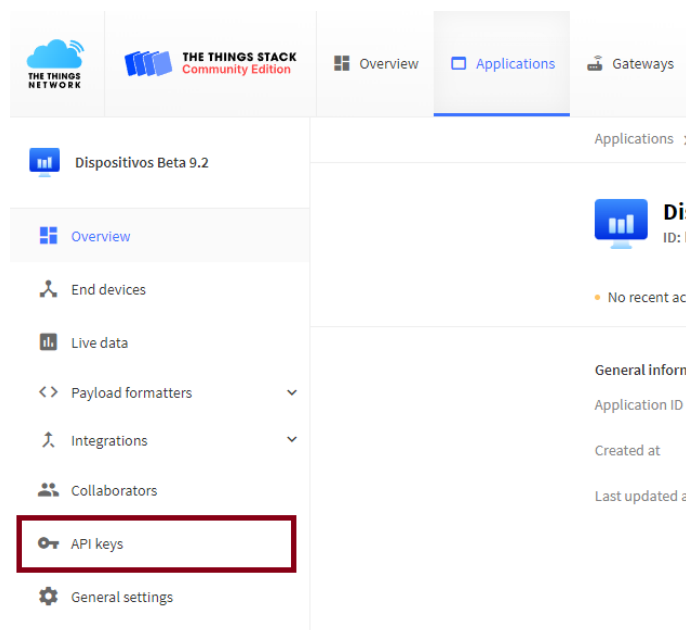 THE THINGS
NETWORK
THE THINGS STACK
Community Edition
Overview
Applications
Gateways
Dispositivos Beta 9.2
Overview
End devices
Live data
Payload formatters
Integrations
Collaborators
API keys
General settings
Applications
Di
ID:
No recent ac
General inform
Application ID
Created at
Last updated a